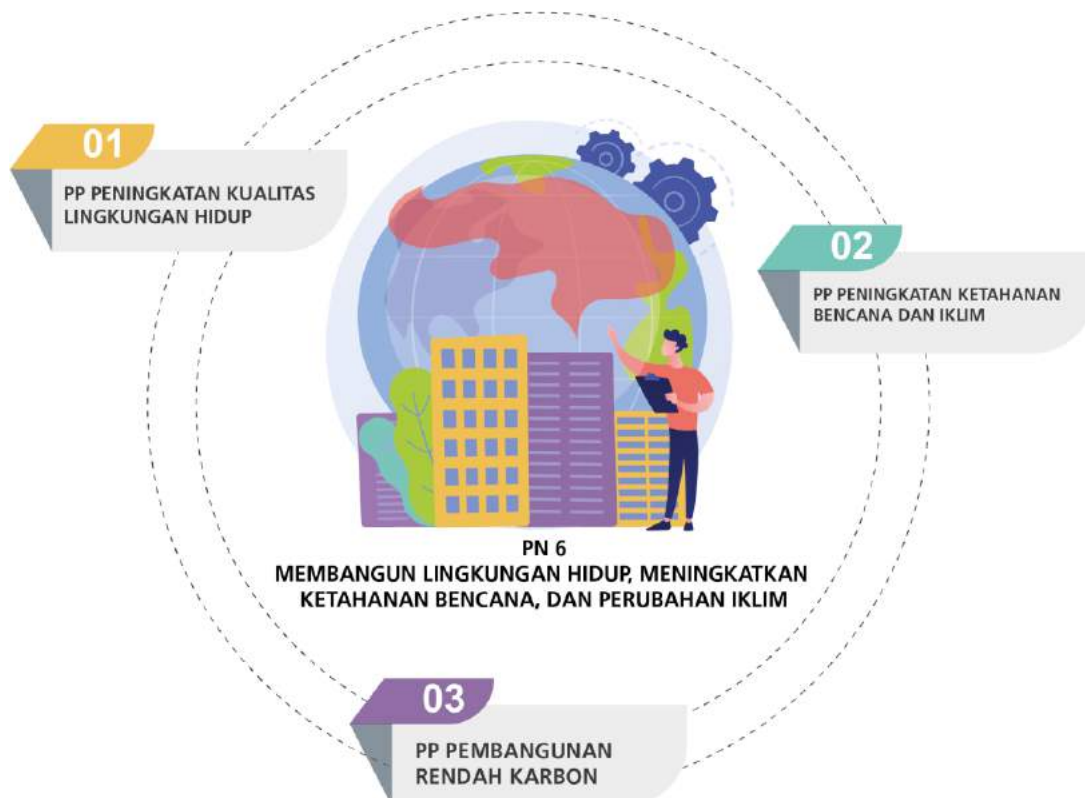 01
PP PENINGKATAN KUALITAS
LINGKUNGAN HIDUP
02
PP PENINGKATAN KETAHANAN
BENCANA DAN IKLIM
PN 6
MEMBANGUN LINGKUNGAN HIDUP, MENINGKATKAN
KETAHANAN BENCANA, DAN PERUBAHAN IKLIM
03
PP PEMBANGUNAN
RENDAH KARBON